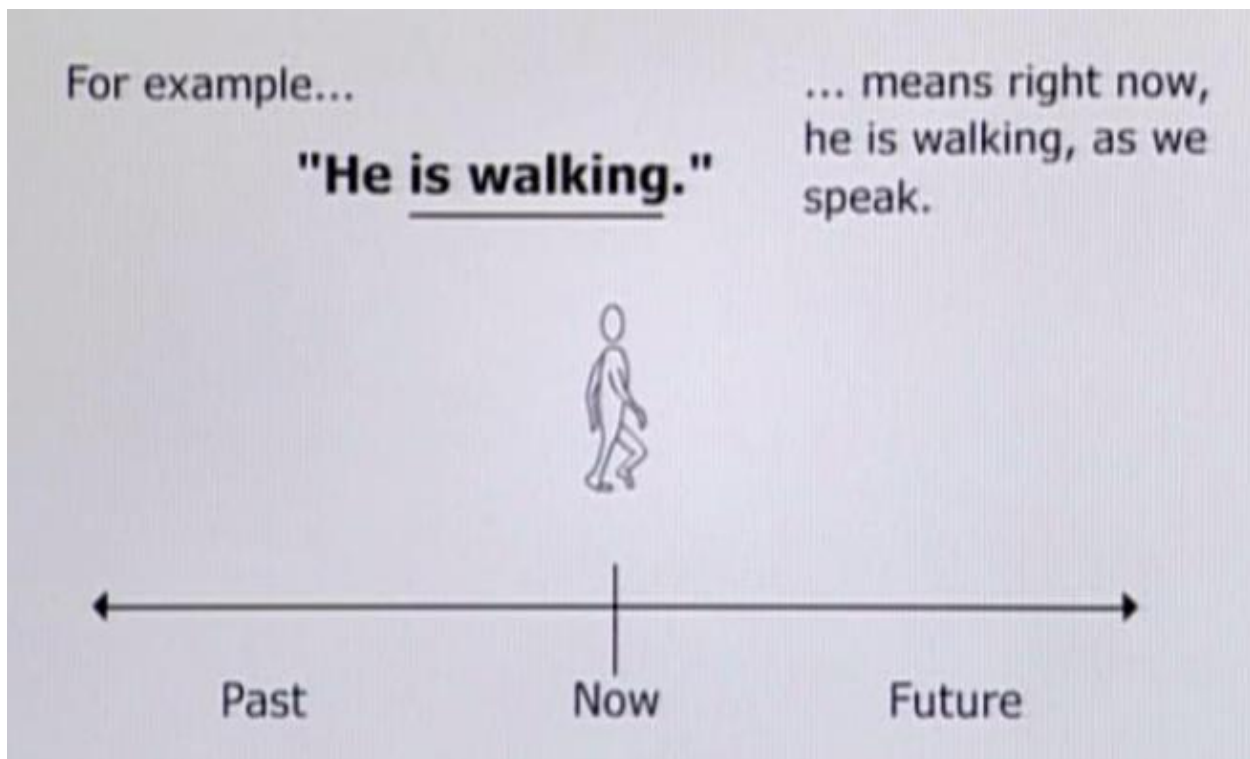 For example...
"He is walking."
... means right now,
he is walking, as we
speak.
Past
Now
Future